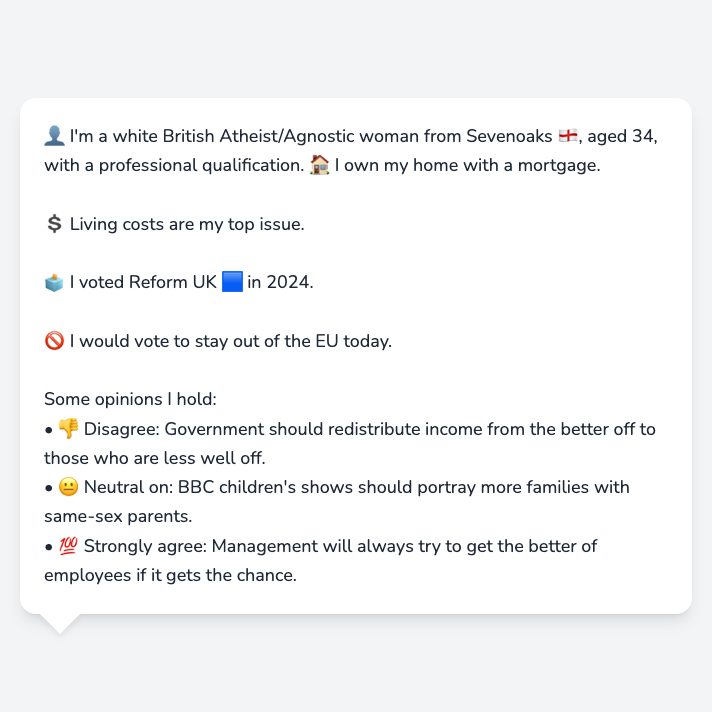 👤 I'm a white British Atheist/Agnostic woman from Sevenoaks 🏴󠁧󠁢󠁥󠁮󠁧󠁿, aged 34,
with a professional qualification. 🏠 I own my home with a mortgage.
💲 Living costs are my top issue.
🗳️ I voted Reform UK 🟦 in 2024.
🚫 I would vote to stay out of the EU today.
Some opinions I hold:
• 👎 Disagree: Government should redistribute income from the better off to
those who are less well off.
• 😐 Neutral on: BBC children's shows should portray more families with
same-sex parents.
• 💯 Strongly agree: Management will always try to get the better of
employees if it gets the chance.